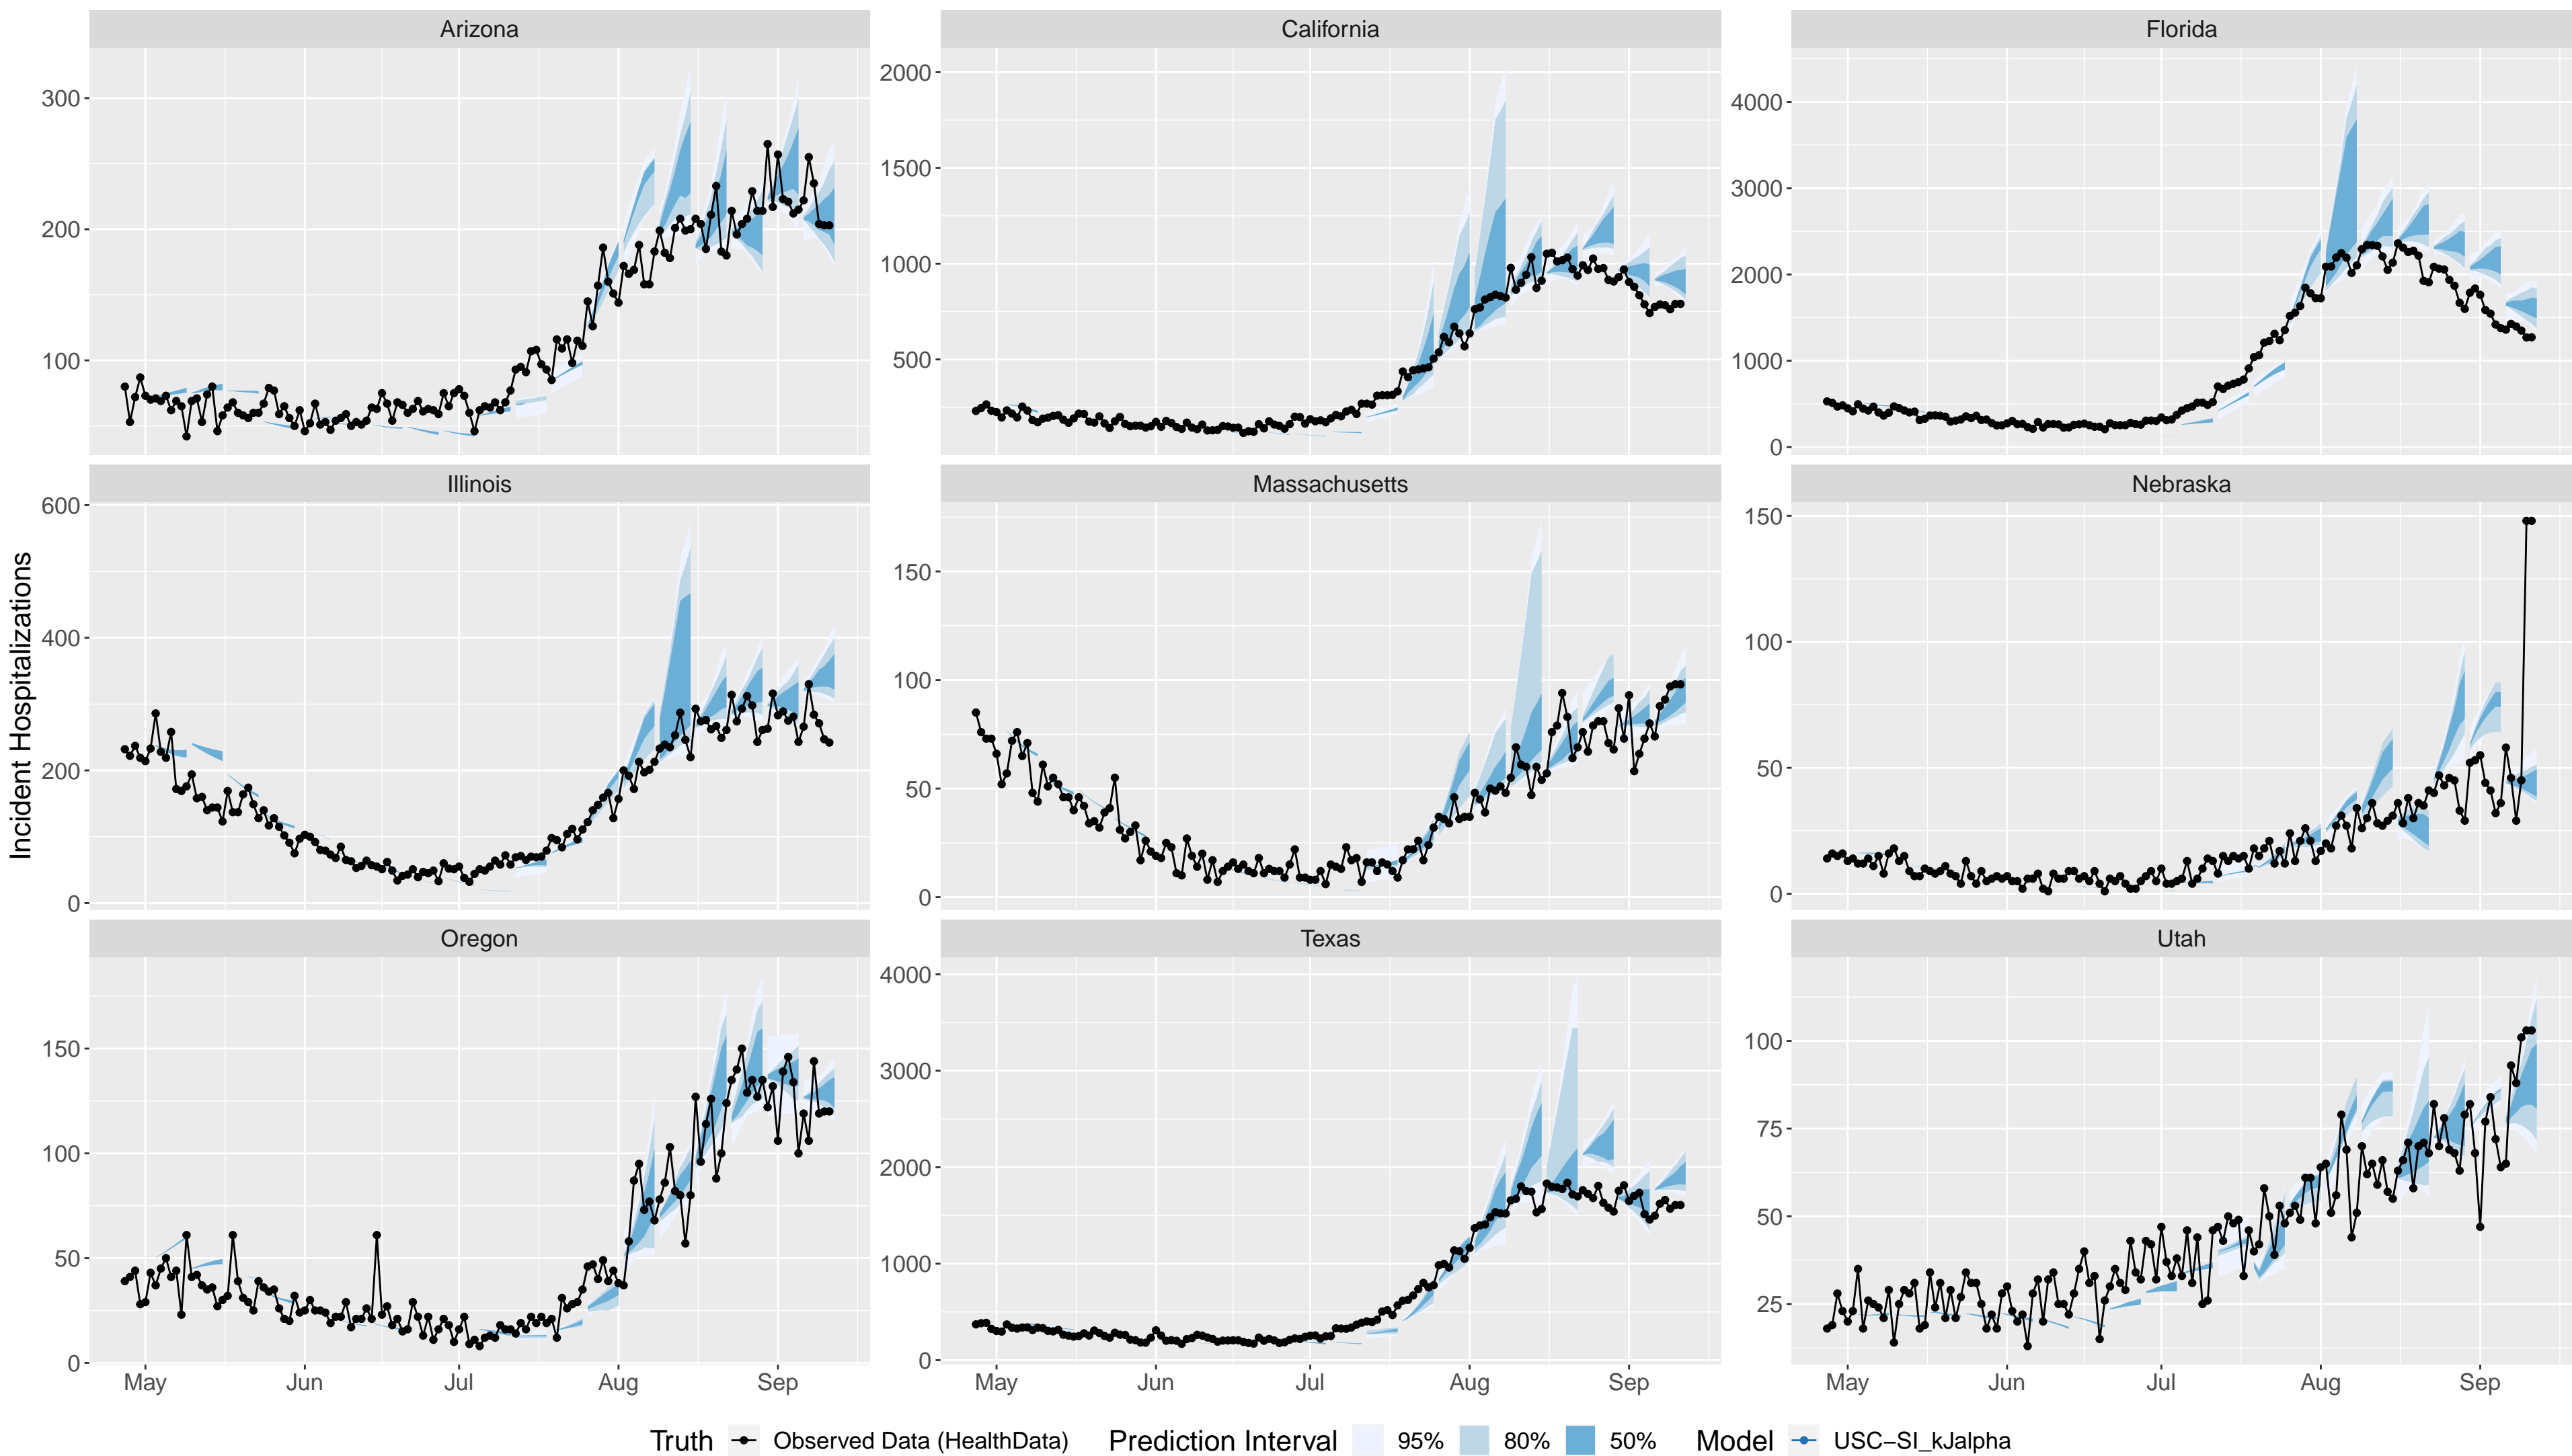 Arizona
California
Florida
300
200
100
2000
1500
1000
500
4000
3000
2000
1000
0
Illinois
Massachusetts
Nebraska
600
400
200
0
150
100
50
0
150
100
50
0
Incident Hospitalizations
Oregon
Texas
Utah
150
100
50
0
4000
3000
2000
1000
0
100
75
50
25
May Jun Jul Aug Sep
May Jun Jul Aug Sep
May Jun Jul Aug Sep
Truth Observed Data (HealthData) Prediction Interval 95% 80% 50% Model USC−SI_kJalpha